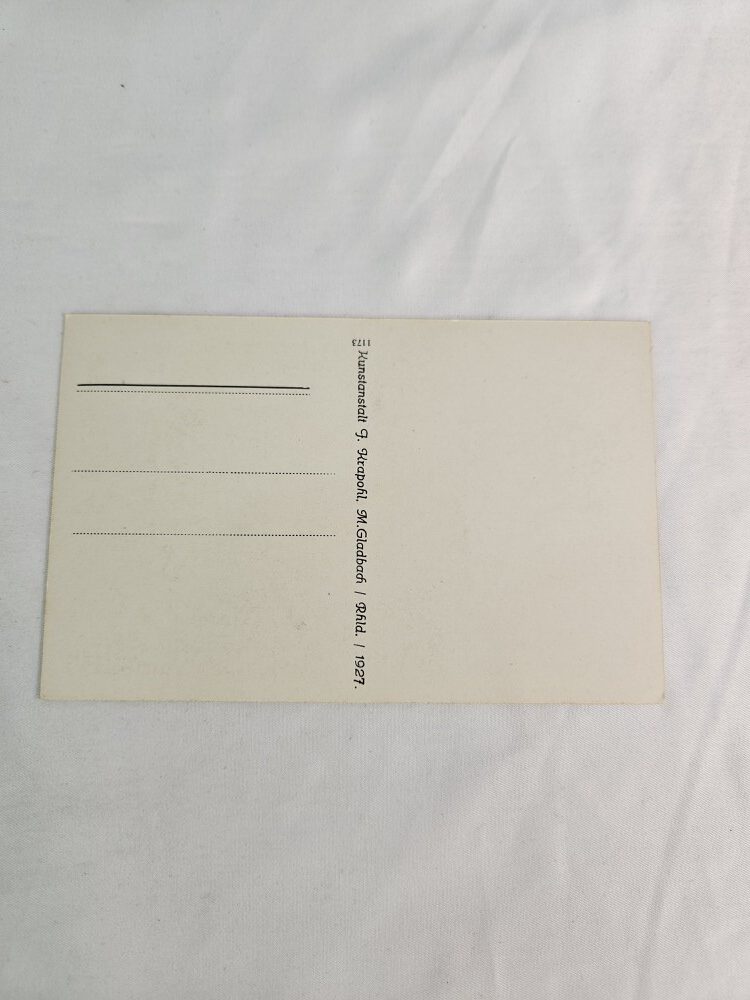 1173
Kunstanstalt G. Krapohl. M.Gladbach / Rhld. / 1927.